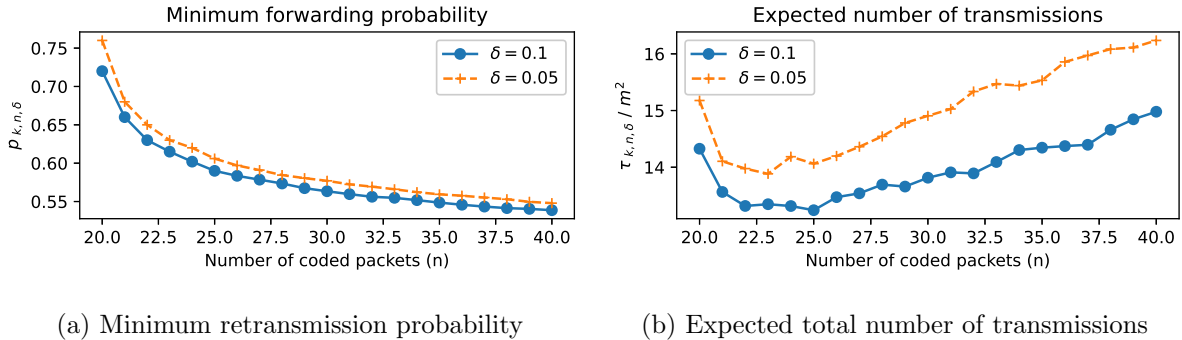 Minimum forwarding probability
p k, n, δ
0.75
0.70
0.65
0.60
0.55
δ = 0.1
δ = 0.05
20.0 22.5 25.0 27.5 30.0 32.5 35.0 37.5 40.0
Number of coded packets (n)
(a) Minimum retransmission probability
Expected number of transmissions
τ k, n, δ / m²
16
15
14
δ = 0.1
δ = 0.05
20.0 22.5 25.0 27.5 30.0 32.5 35.0 37.5 40.0
Number of coded packets (n)
(b) Expected total number of transmissions